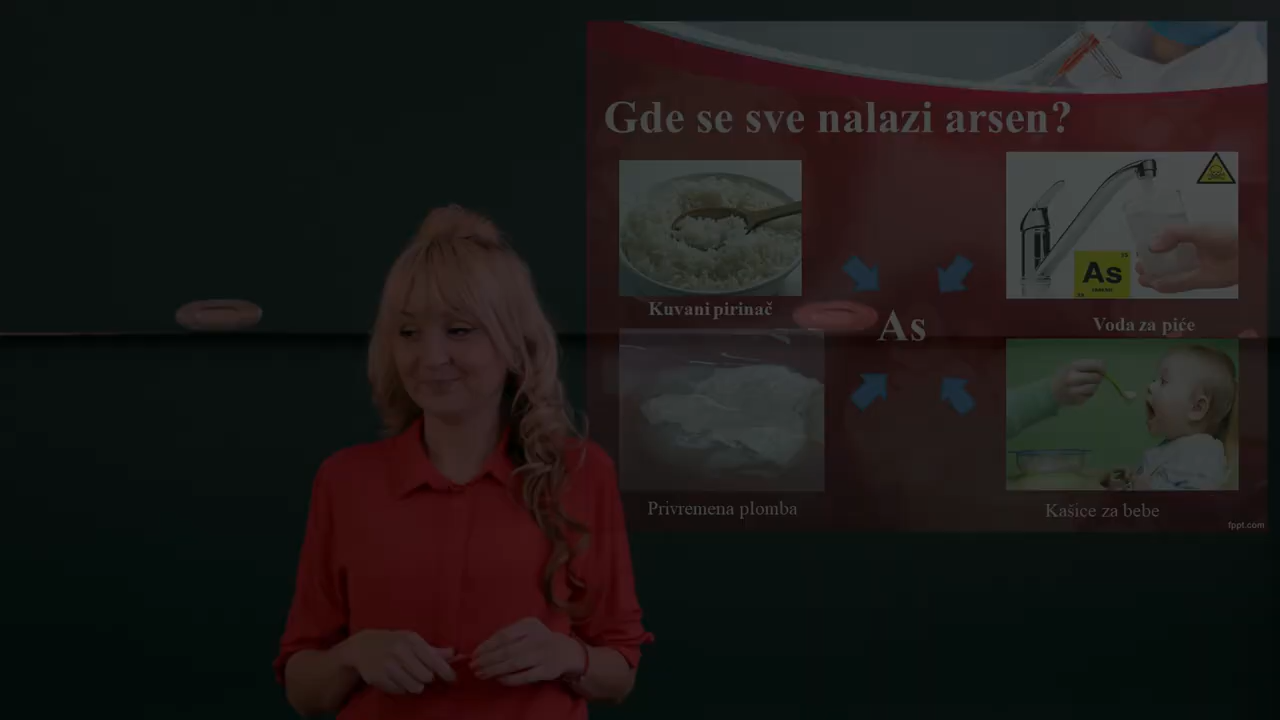 Gde se sve nalazi arsen?
As
Kuvani pirinač
Voda za piće
As
Privremena plomba
Kašice za bebe
fppt.com